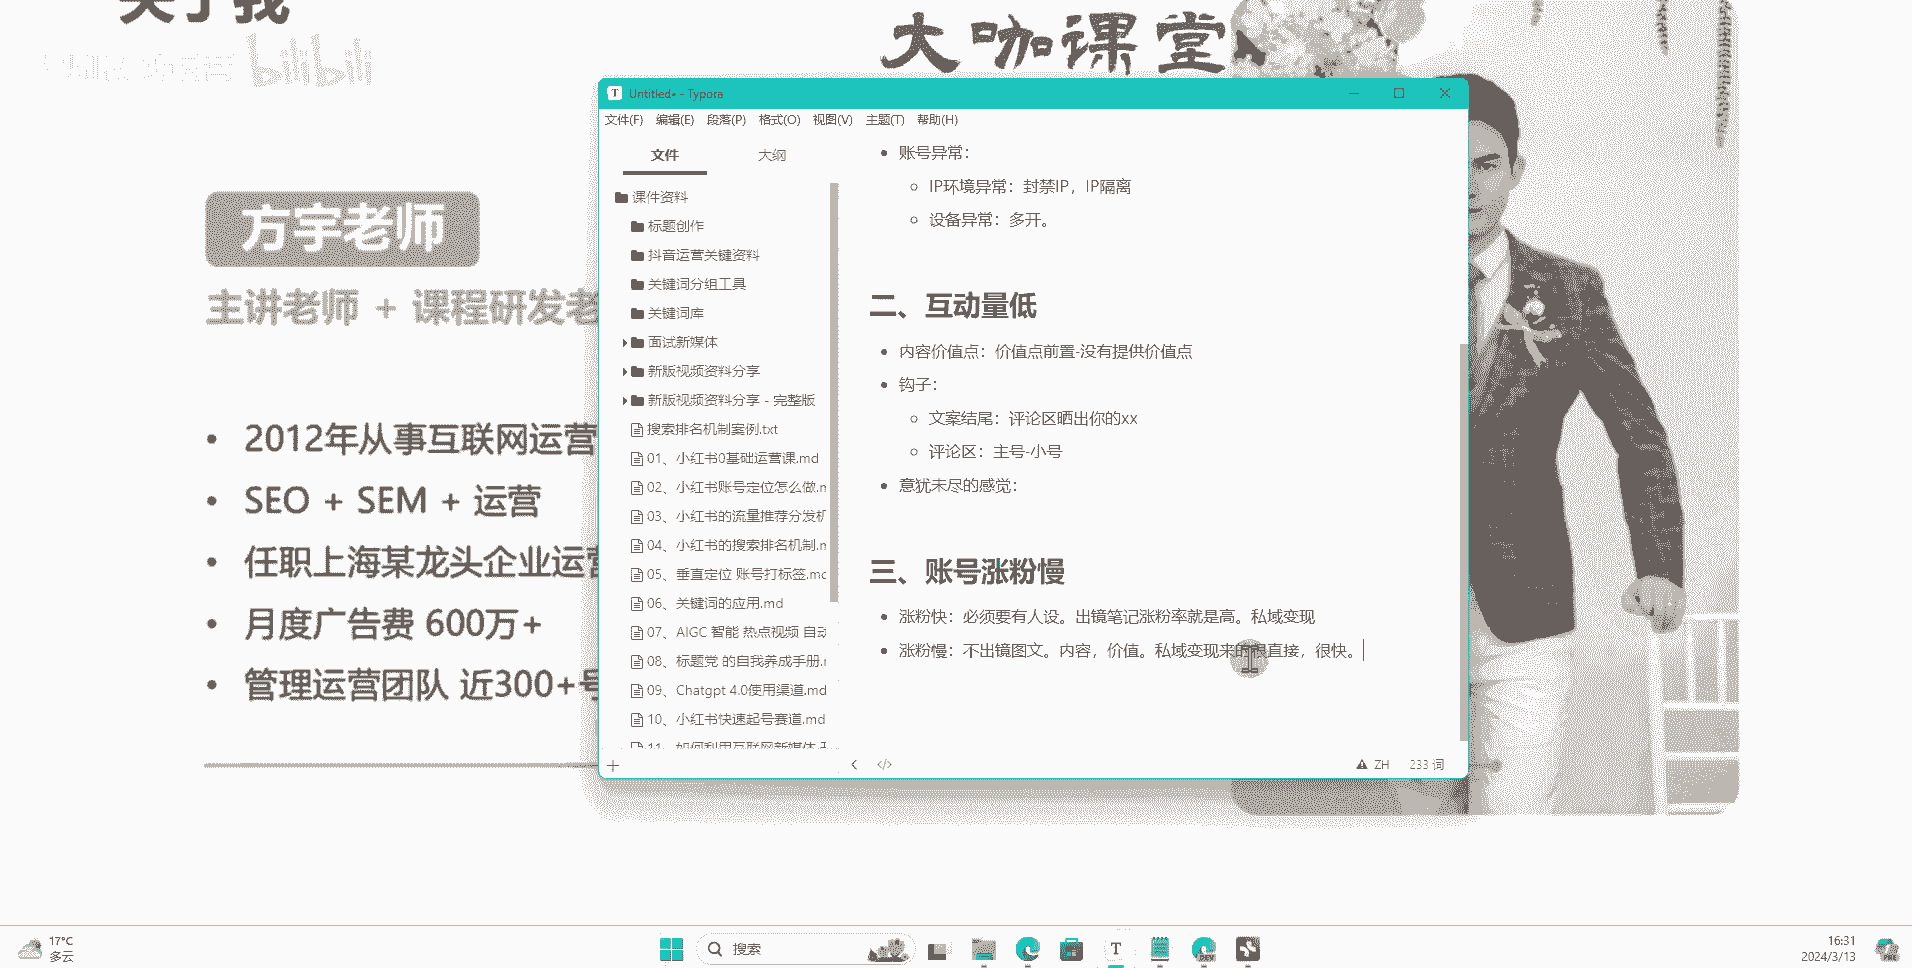 关于我
大咖课堂
bilibili
方宇老师
主讲老师 + 课程研发老
2012年从事互联网运营
SEO + SEM + 运营
任职上海某龙头企业运营
月度广告费 600万+
管理运营团队 近300+号
Untitled• - Typora
文件(F) 编辑(E) 段落(P) 格式(O) 视图(V) 主题(T) 帮助(H)
文件 大纲
课件资料
标题创作
抖音运营关键资料
关键词分组工具
关键词库
面试新媒体
新版视频资料分享
新版视频资料分享 - 完整版
搜索排名机制案例.txt
01、小红书0基础运营课.md
02、小红书账号定位怎么做.m
03、小红书的流量推荐分发机
04、小红书的搜索排名机制.m
05、垂直定位 账号打标签.mc
06、关键词的应用.md
07、AIGC 智能 热点视频 自动
08、标题党 的自我养成手册.r
09、Chatgpt 4.0使用渠道.md
10、小红书快速起号赛道.md
11、如何利用互联网新媒体
账号异常：
IP环境异常：封禁IP，IP隔离
设备异常：多开。
二、互动量低
内容价值点：价值点前置-没有提供价值点
钩子：
文案结尾：评论区晒出你的xx
评论区：主号-小号
意犹未尽的感觉：
三、账号涨粉慢
涨粉快：必须要有人设。出镜笔记涨粉率就是高。私域变现
涨粉慢：不出镜图文。内容，价值。私域变现来的很直接，很快。
</> ZH 233 词
17°C
多云
搜索
T
DEV
16:31
2024/3/13
PRE